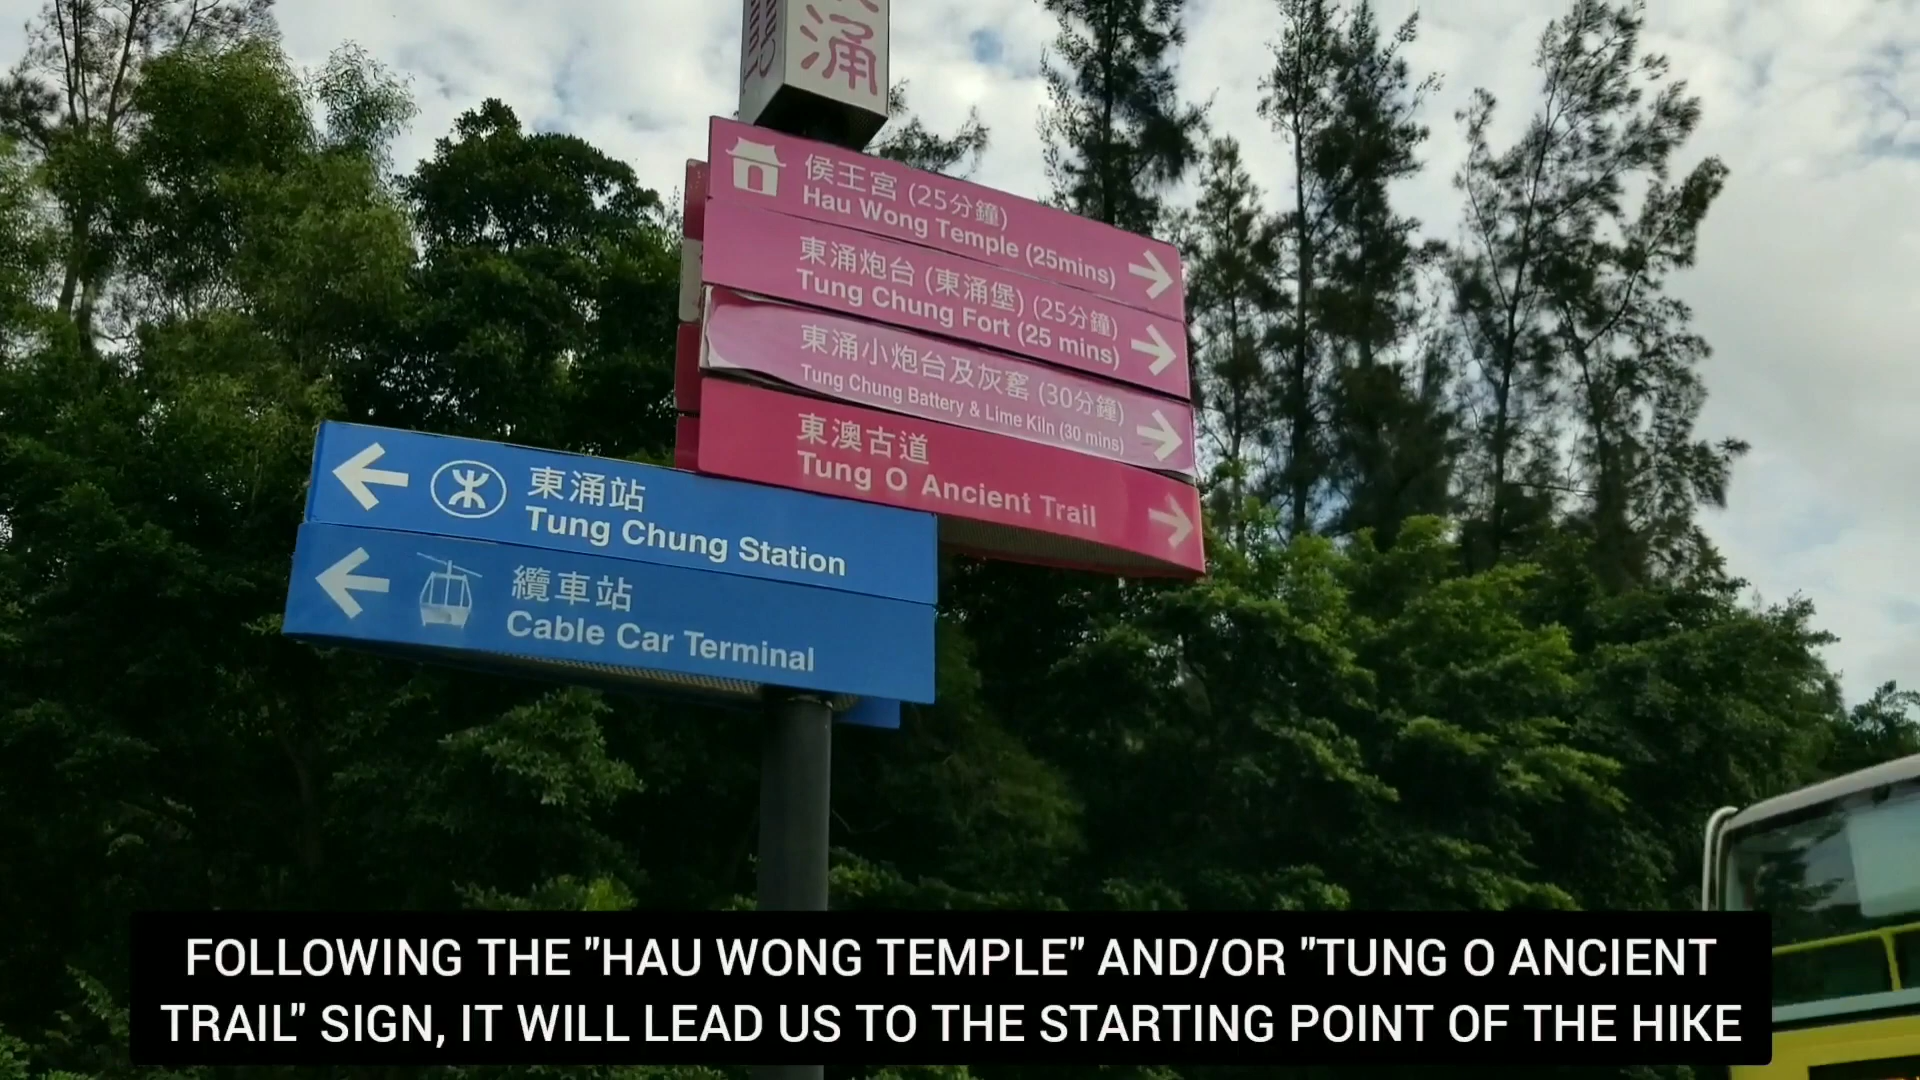 涌
侯王宮 (25分鐘)
Hau Wong Temple (25mins)
東涌炮台 (東涌堡) (25分鐘)
Tung Chung Fort (25 mins)
東涌小炮台及灰窰 (30分鐘)
Tung Chung Battery & Lime Kiln (30 mins)
東澳古道
Tung O Ancient Trail
東涌站
Tung Chung Station
纜車站
Cable Car Terminal
FOLLOWING THE "HAU WONG TEMPLE" AND/OR "TUNG O ANCIENT
TRAIL" SIGN, IT WILL LEAD US TO THE STARTING POINT OF THE HIKE